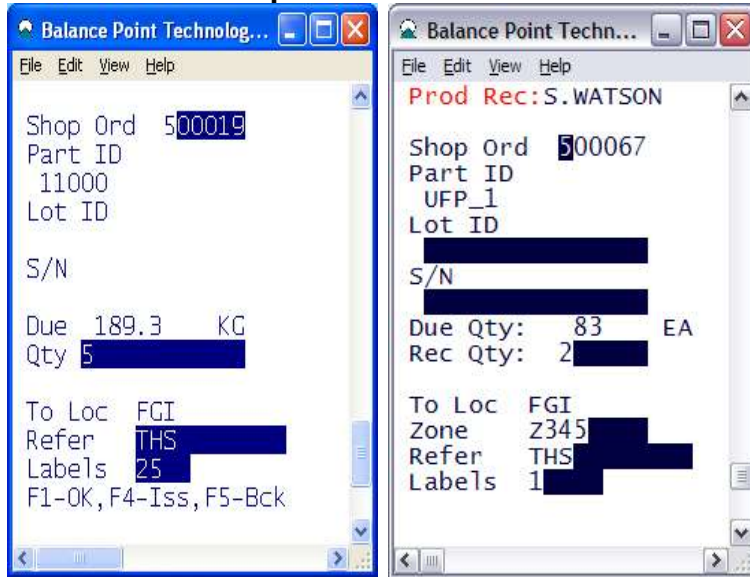 Balance Point Technolog...
File Edit View Help
Shop Ord 500019
Part ID
11000
Lot ID
S/N
Due 189.3 KG
Qty 5
To Loc FGI
Refer THS
Labels 25
F1-OK,F4-Iss,F5-Bck
Balance Point Techn...
File Edit View Help
Prod Rec:S.WATSON
Shop Ord 500067
Part ID
UFP_1
Lot ID
S/N
Due Qty: 83 EA
Rec Qty: 2
To Loc FGI
Zone Z345
Refer THS
Labels 1